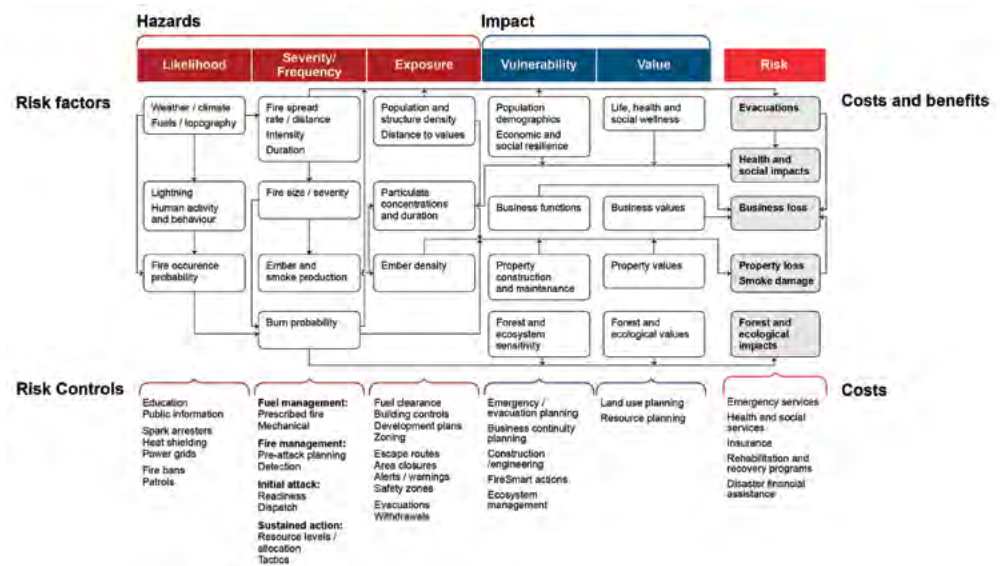 Hazards
Impact
Likelihood
Severity/
Frequency
Exposure
Vulnerability
Value
Risk
Risk factors
Costs and benefits
Weather / climate
Fuels / topography
Fire spread
rate / distance
Intensity
Duration
Population and
structure density
Distance to values
Population
demographics
Economic and
social resilience
Life, health and
social wellness
Evacuations
Health and
social impacts
Lightning
Human activity
and behaviour
Fire size / severity
Particulate
concentrations
and duration
Business functions
Business values
Business loss
Fire occurence
probability
Ember and
smoke production
Ember density
Property
construction
and maintenance
Property values
Property loss
Smoke damage
Burn probability
Forest and
ecosystem
sensitivity
Forest and
ecological values
Forest and
ecological
impacts
Risk Controls
Costs
Education
Public information
Spark arresters
Heat shielding
Power grids
Fire bans
Patrols
Fuel management:
Prescribed fire
Mechanical
Fire management:
Pre-attack planning
Detection
Initial attack:
Readiness
Dispatch
Sustained action:
Resource levels /
allocation
Tactics
Fuel clearance
Building controls
Development plans
Zoning
Escape routes
Area closures
Alerts / warnings
Safety zones
Evacuations
Withdrawals
Emergency /
evacuation planning
Business continuity
planning
Construction
/engineering
FireSmart actions
Ecosystem
management
Land use planning
Resource planning
Emergency services
Health and social
services
Insurance
Rehabilitation and
recovery programs
Disaster financial
assistance